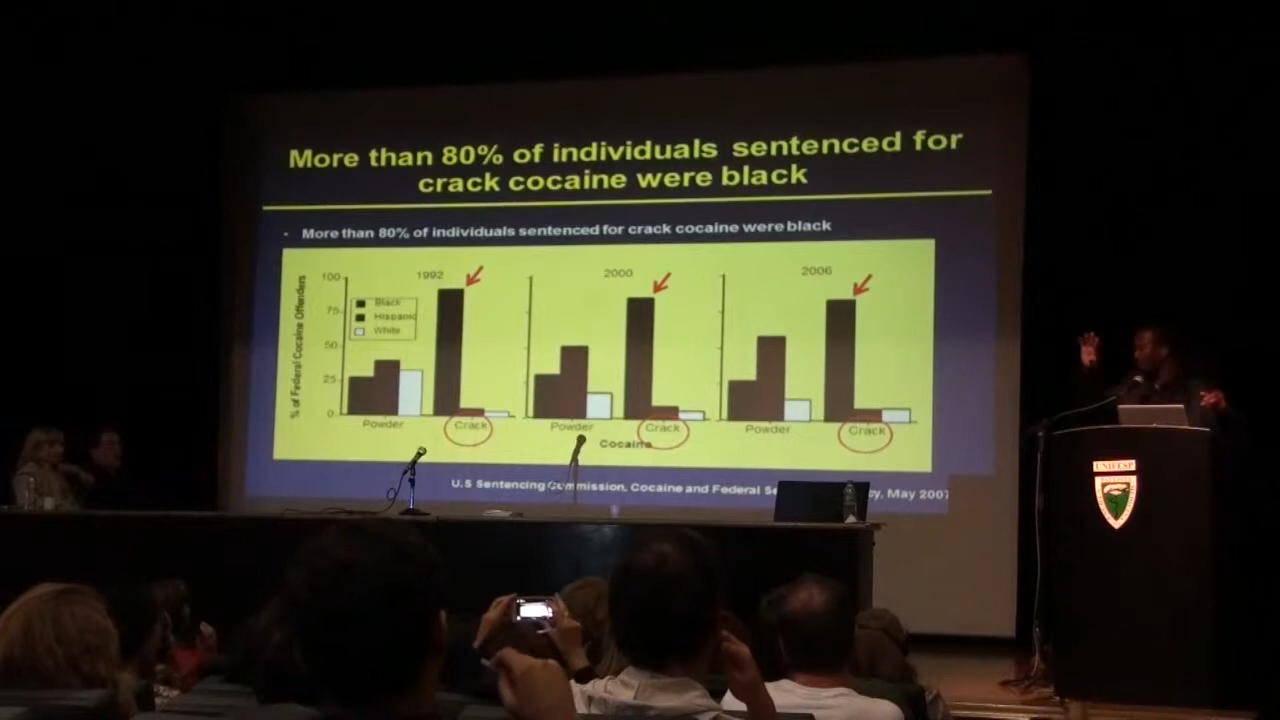 More than 80% of individuals sentenced for
crack cocaine were black
• More than 80% of individuals sentenced for crack cocaine were black
% of Federal Cocaine Offenders
100
75
50
25
0
1992
2000
2006
Black
Hispanic
White
Powder
Crack
Powder
Crack
Powder
Crack
Cocaine
U.S Sentencing Commission, Cocaine and Federal Se cy, May 2007
UNIFESP